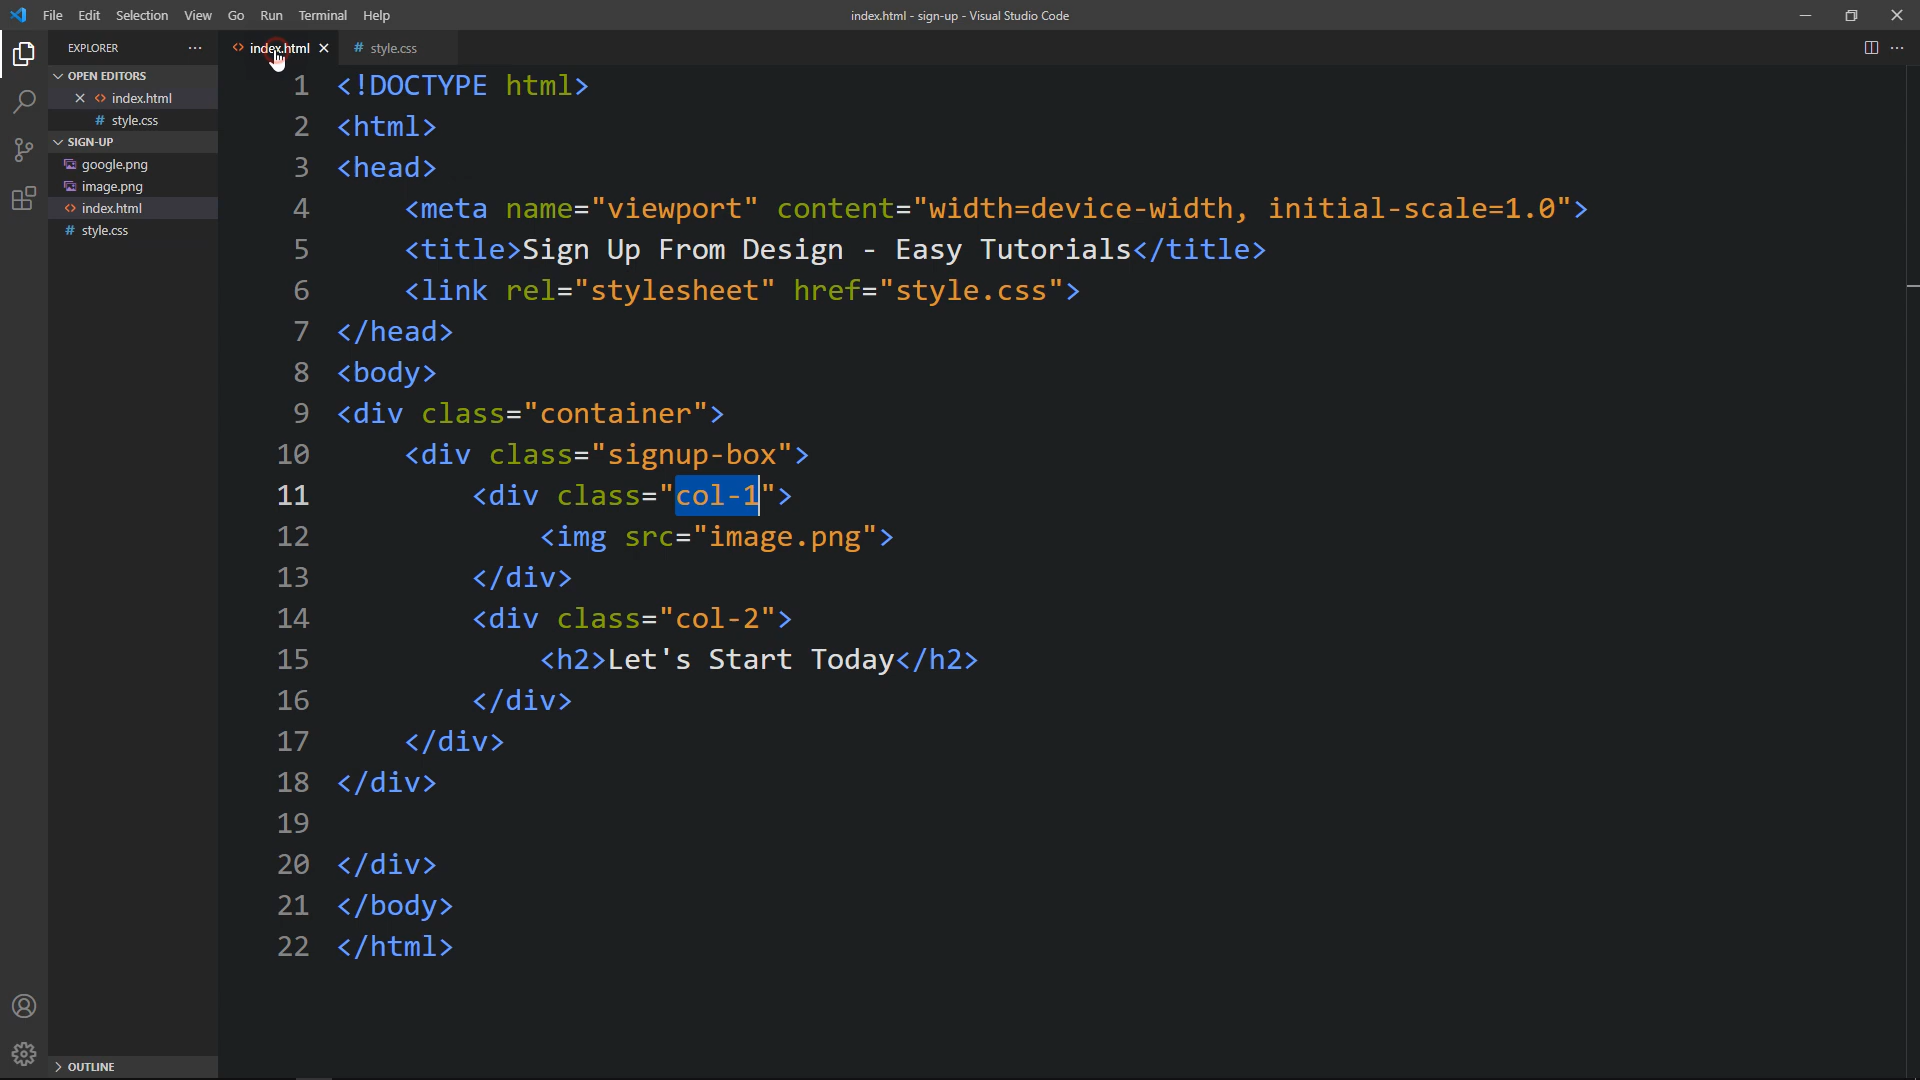 File Edit Selection View Go Run Terminal Help
index.html - sign-up - Visual Studio Code
EXPLORER
OPEN EDITORS
index.html
style.css
SIGN-UP
google.png
image.png
index.html
style.css
OUTLINE
index.html
style.css
1 <!DOCTYPE html>
2 <html>
3 <head>
4 <meta name="viewport" content="width=device-width, initial-scale=1.0">
5 <title>Sign Up From Design - Easy Tutorials</title>
6 <link rel="stylesheet" href="style.css">
7 </head>
8 <body>
9 <div class="container">
10 <div class="signup-box">
11 <div class="col-1">
12 <img src="image.png">
13 </div>
14 <div class="col-2">
15 <h2>Let's Start Today</h2>
16 </div>
17 </div>
18 </div>
19
20 </div>
21 </body>
22 </html>